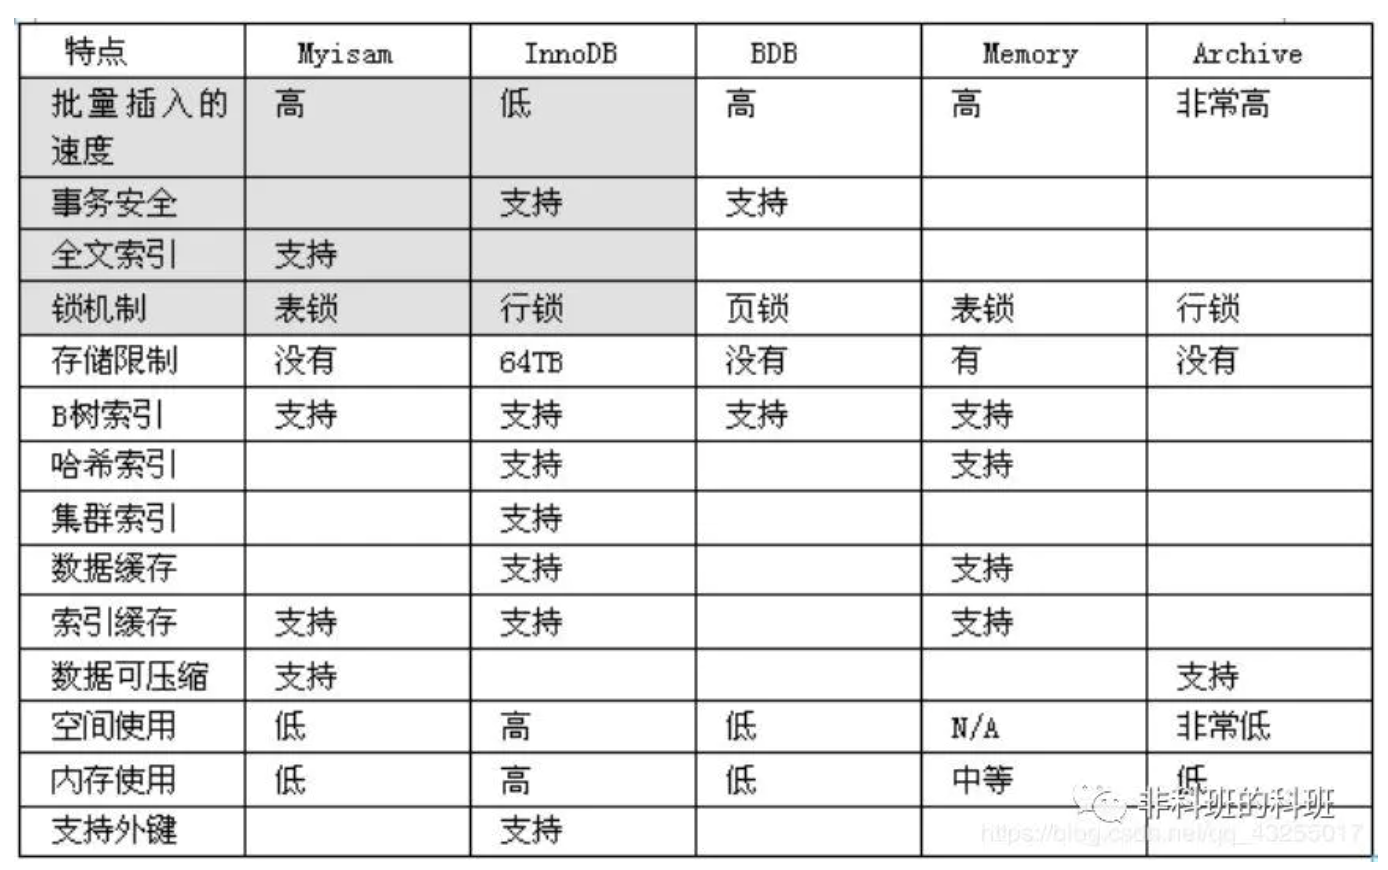 特点 Myisam InnoDB BDB Memory Archive
批量插入的 高 低 高 高 非常高
速度
事务安全 支持 支持
全文索引 支持
锁机制 表锁 行锁 页锁 表锁 行锁
存储限制 没有 64TB 没有 有 没有
B树索引 支持 支持 支持 支持
哈希索引 支持 支持
集群索引 支持
数据缓存 支持 支持
索引缓存 支持 支持 支持
数据可压缩 支持 支持
空间使用 低 高 低 N/A 非常低
内存使用 低 高 低 中等 低
非科班的科班
支持外键 支持
https://blog.csdn.net/qq_43255017